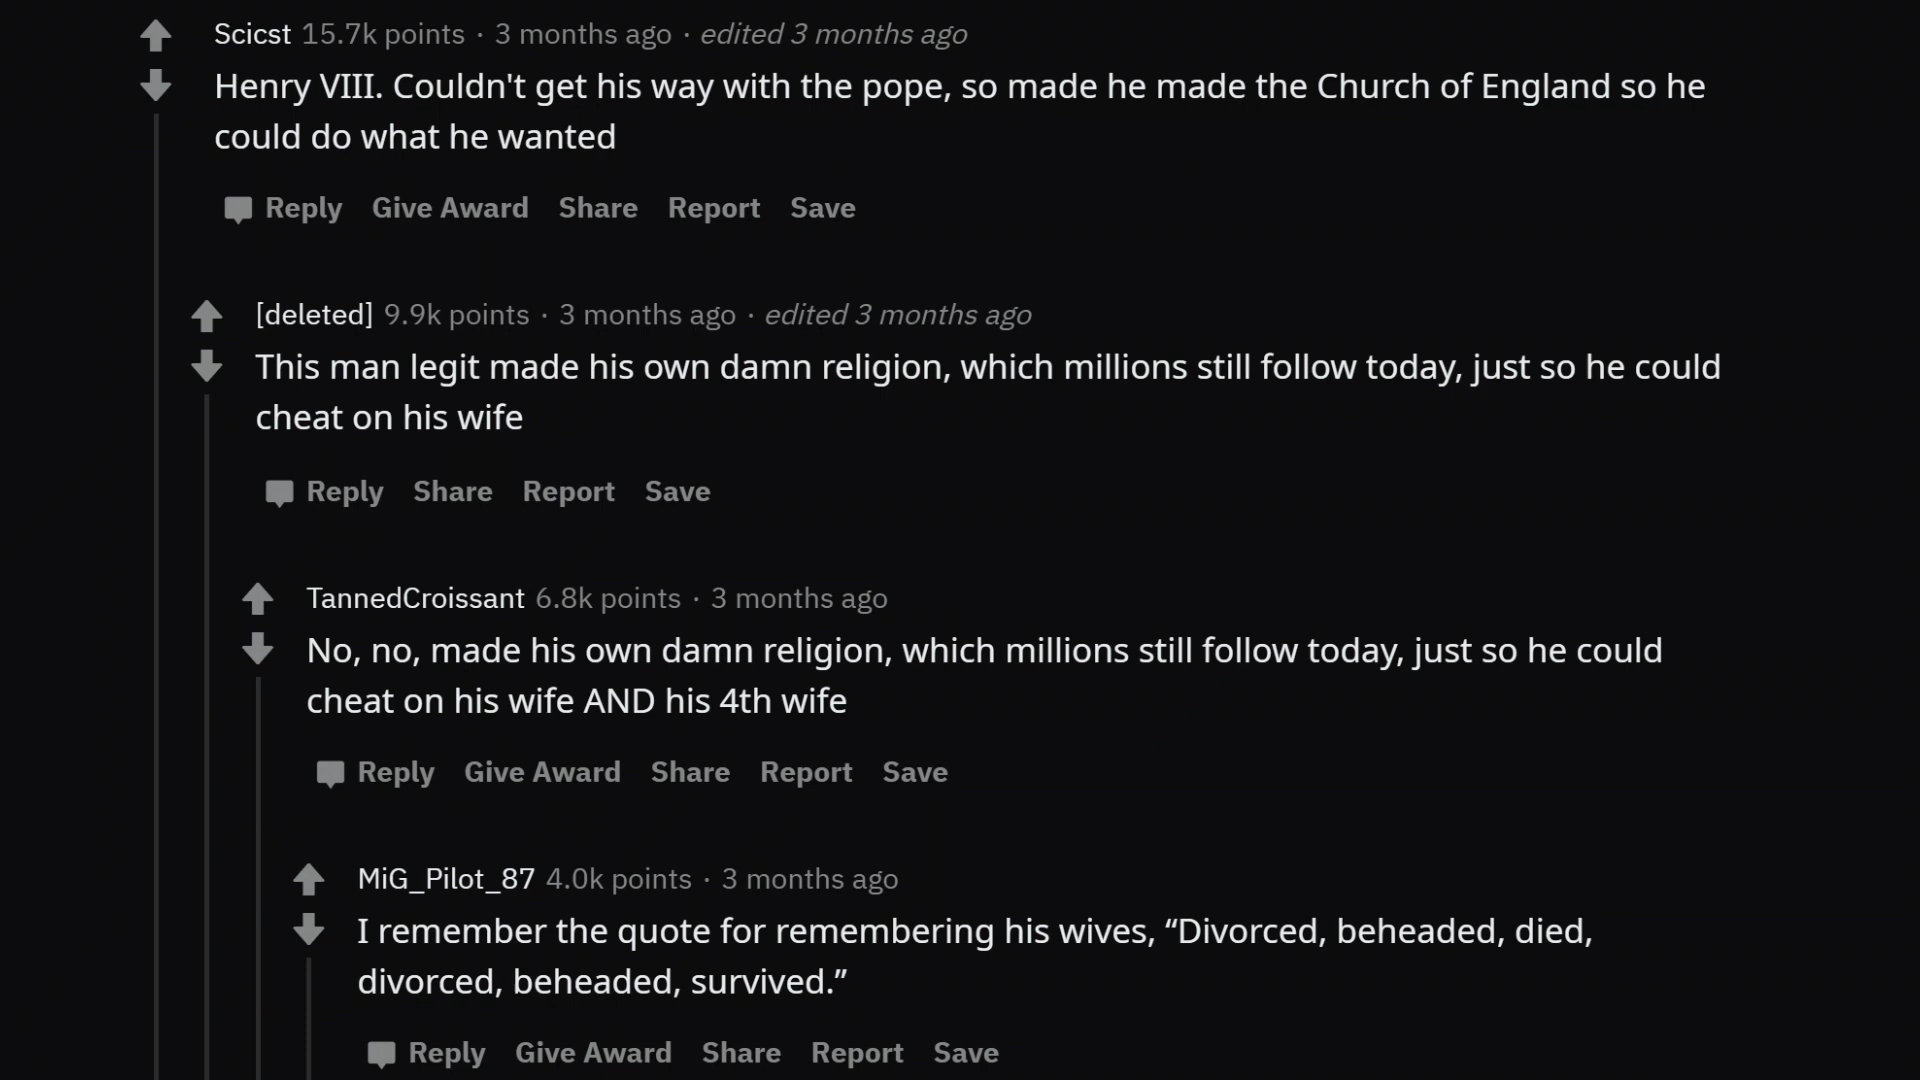 Scicst 15.7k points · 3 months ago · edited 3 months ago
Henry VIII. Couldn't get his way with the pope, so made he made the Church of England so he
could do what he wanted
Reply Give Award Share Report Save
[deleted] 9.9k points · 3 months ago · edited 3 months ago
This man legit made his own damn religion, which millions still follow today, just so he could
cheat on his wife
Reply Share Report Save
TannedCroissant 6.8k points · 3 months ago
No, no, made his own damn religion, which millions still follow today, just so he could
cheat on his wife AND his 4th wife
Reply Give Award Share Report Save
MiG_Pilot_87 4.0k points · 3 months ago
I remember the quote for remembering his wives, “Divorced, beheaded, died,
divorced, beheaded, survived.”
Reply Give Award Share Report Save